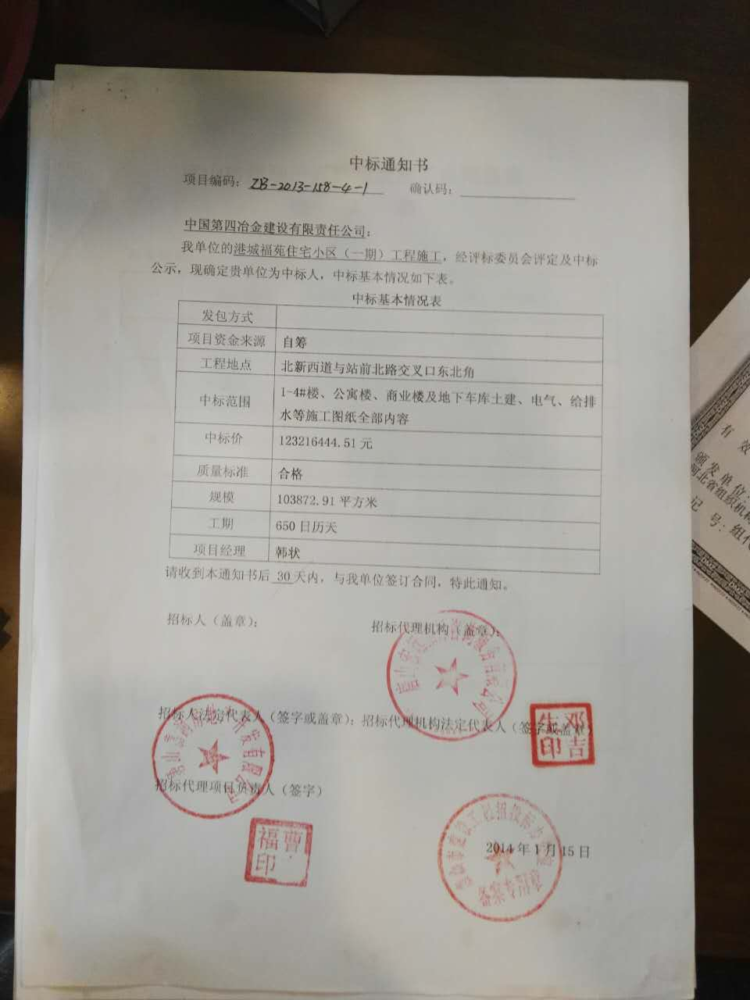 中标通知书
项目编码：ZB-2013-158-4-1 确认码：
中国第四冶金建设有限责任公司：
我单位的港城福苑住宅小区（一期）工程施工，经评标委员会评定及中标
公示，现确定贵单位为中标人，中标基本情况如下表。
中标基本情况表
发包方式
项目资金来源 自筹
工程地点 北新西道与站前北路交叉口东北角
中标范围 1-4#楼、公寓楼、商业楼及地下车库土建、电气、给排
水等施工图纸全部内容
中标价 123216444.51元
质量标准 合格
规模 103872.91平方米
工期 650日历天
项目经理 韩状
请收到本通知书后 30 天内，与我单位签订合同，特此通知。
招标人（盖章）： 招标代理机构（盖章）：
招标人法定代表人（签字或盖章）：招标代理机构法定代表人（签字或盖章）
邓吉生印
招标代理项目负责人（签字）
曹福印
2014年1月15日
备案专用章
有效
颁发单位：
河北省组织机构
记号：组代